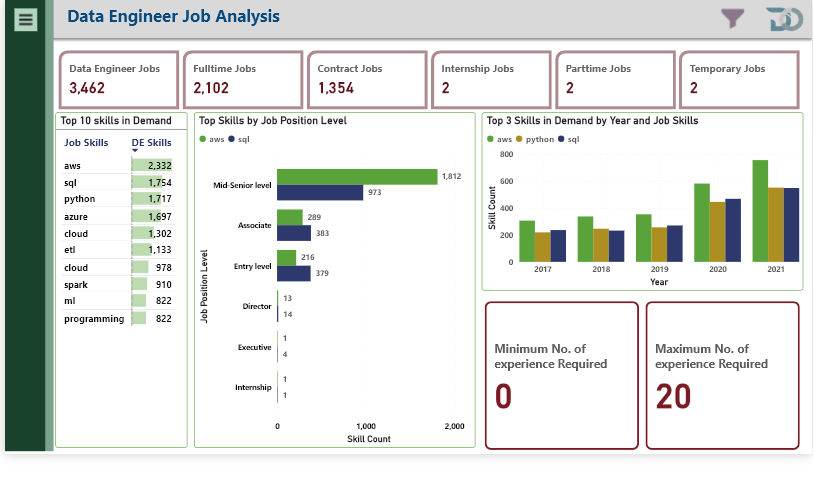 Data Engineer Job Analysis
Data Engineer Jobs
3,462
Fulltime Jobs
2,102
Contract Jobs
1,354
Internship Jobs
2
Parttime Jobs
2
Temporary Jobs
2
Top 10 skills in Demand
Job Skills DE Skills
aws 2,332
sql 1,754
python 1,717
azure 1,697
cloud 1,302
etl 1,133
cloud 978
spark 910
ml 822
programming 822
Top Skills by Job Position Level
aws sql
Job Position Level
Mid-Senior level 1,812
973
Associate 289
383
Entry level 216
379
Director 13
14
Executive 1
4
Internship 1
1
0 1,000 2,000
Skill Count
Top 3 Skills in Demand by Year and Job Skills
aws python sql
Skill Count
800
600
400
200
0
2017 2018 2019 2020 2021
Year
Minimum No. of
experience Required
0
Maximum No. of
experience Required
20